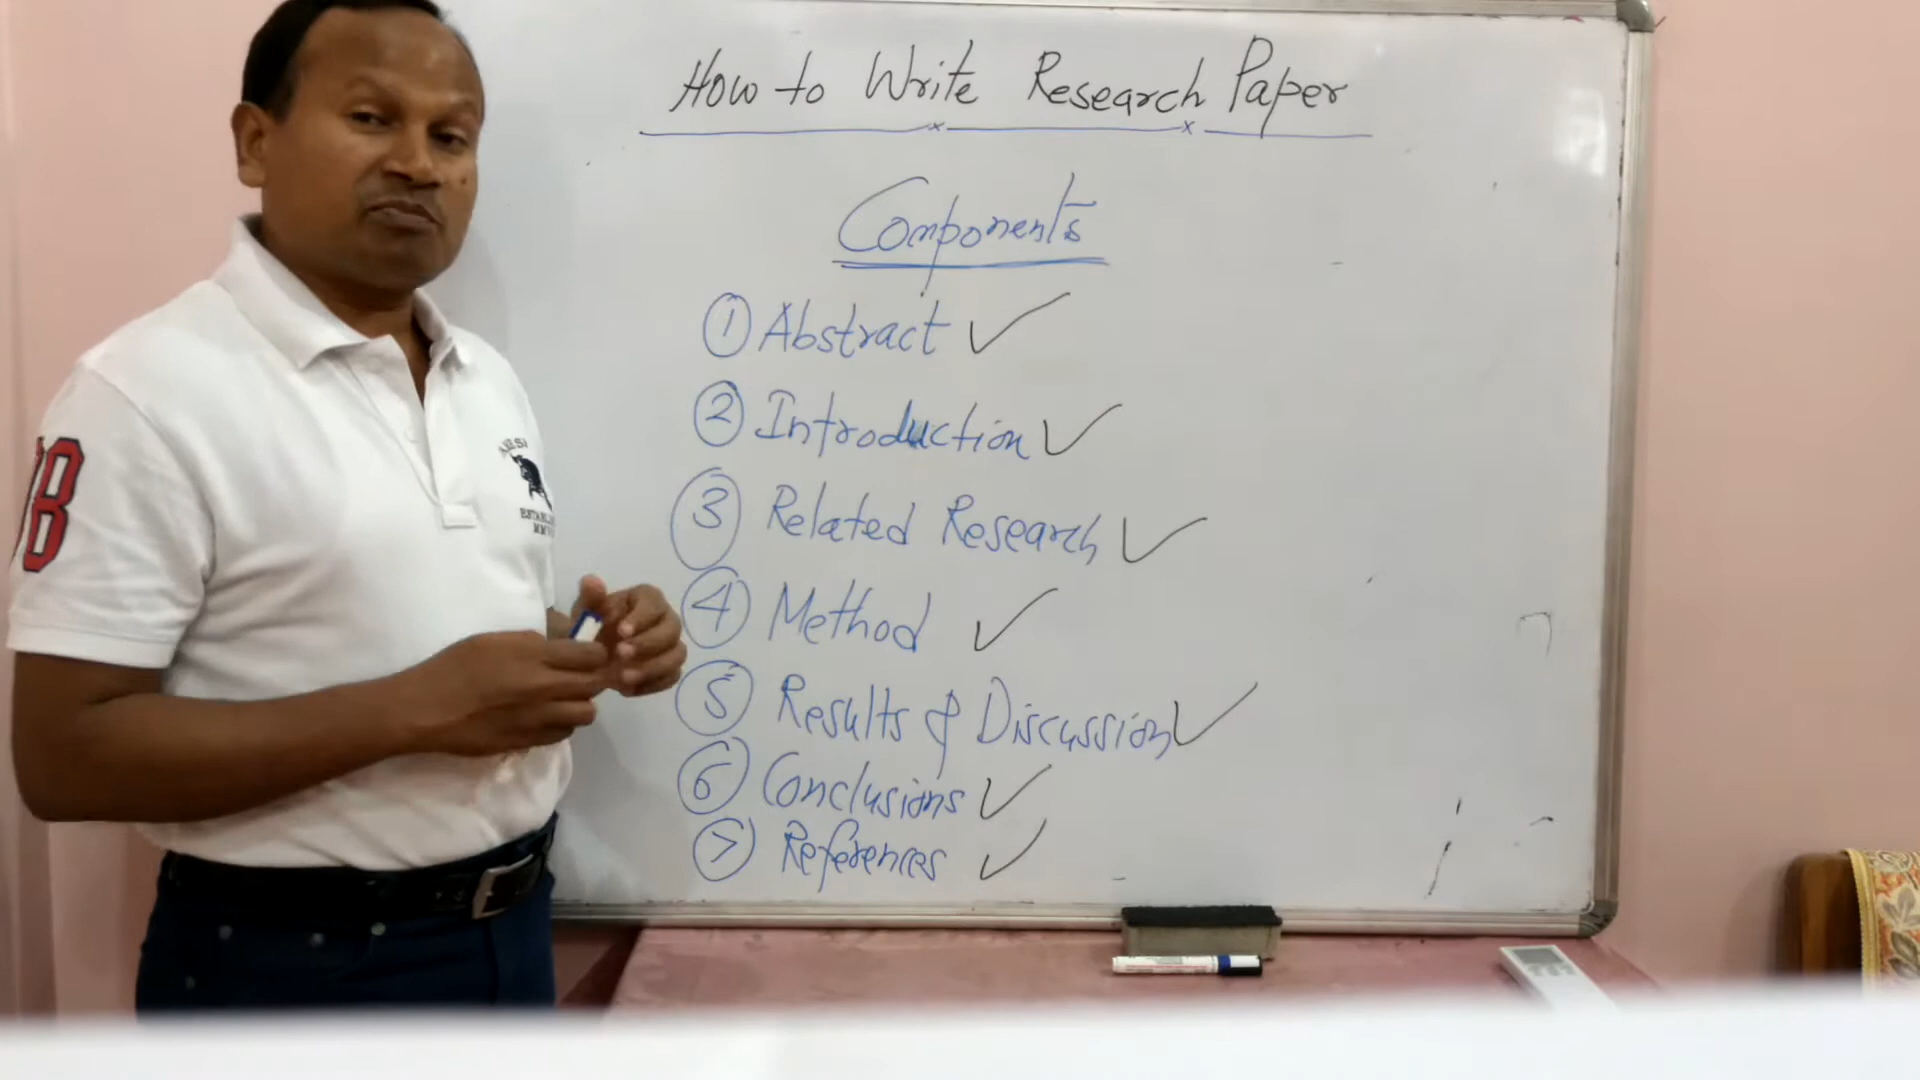 How to Write Research Paper
Components
① Abstract ✓
② Introduction ✓
③ Related Research ✓
④ Method ✓
⑤ Results & Discussion ✓
⑥ Conclusions ✓
⑦ References ✓
B